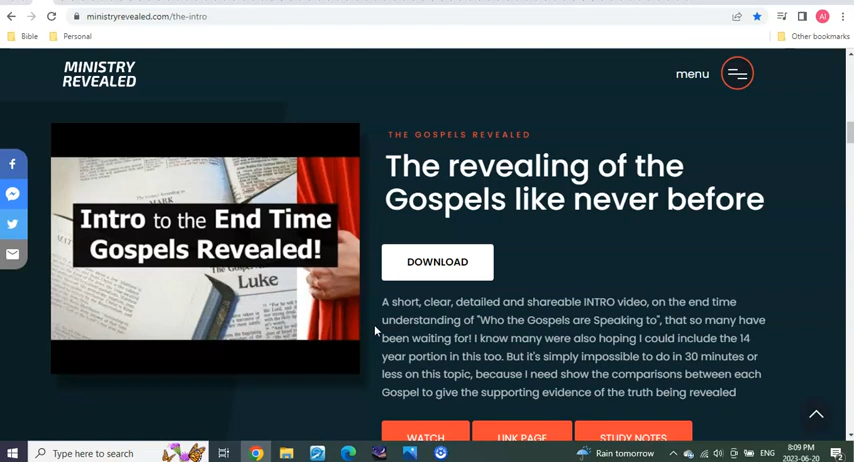 ministryrevealed.com/the-intro
Al
Bible
Personal
Other bookmarks
MINISTRY
REVEALED
menu
THE GOSPELS REVEALED
The revealing of the
Gospels like never before
Intro to the End Time
Gospels Revealed!
MARK
Luke
DOWNLOAD
A short, clear, detailed and shareable INTRO video, on the end time
understanding of "Who the Gospels are Speaking to", that so many have
been waiting for! I know many were also hoping I could include the 14
year portion in this too. But it's simply impossible to do in 30 minutes or
less on this topic, because I need show the comparisons between each
Gospel to give the supporting evidence of the truth being revealed
WATCH
LINK PAGE
STUDY NOTES
Type here to search
Rain tomorrow
ENG
8:09 PM
2023-06-20
2